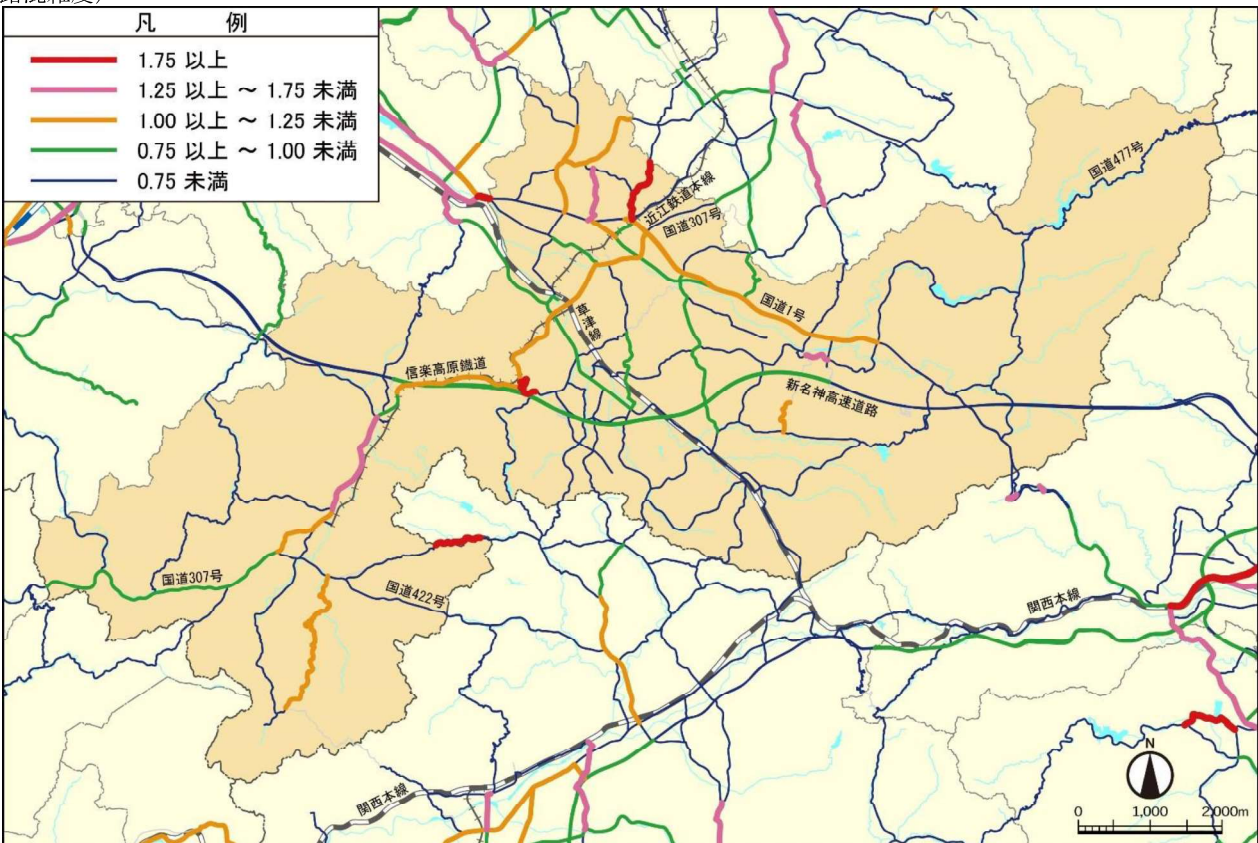 凡 例
1.75 以上
1.25 以上 ~ 1.75 未満
1.00 以上 ~ 1.25 未満
0.75 以上 ~ 1.00 未満
0.75 未満
国道477号
近江鉄道本線
国道307号
国道1号
草津線
信楽高原鐵道
新名神高速道路
国道307号
国道422号
関西本線
関西本線
N
0 1,000 2,000m